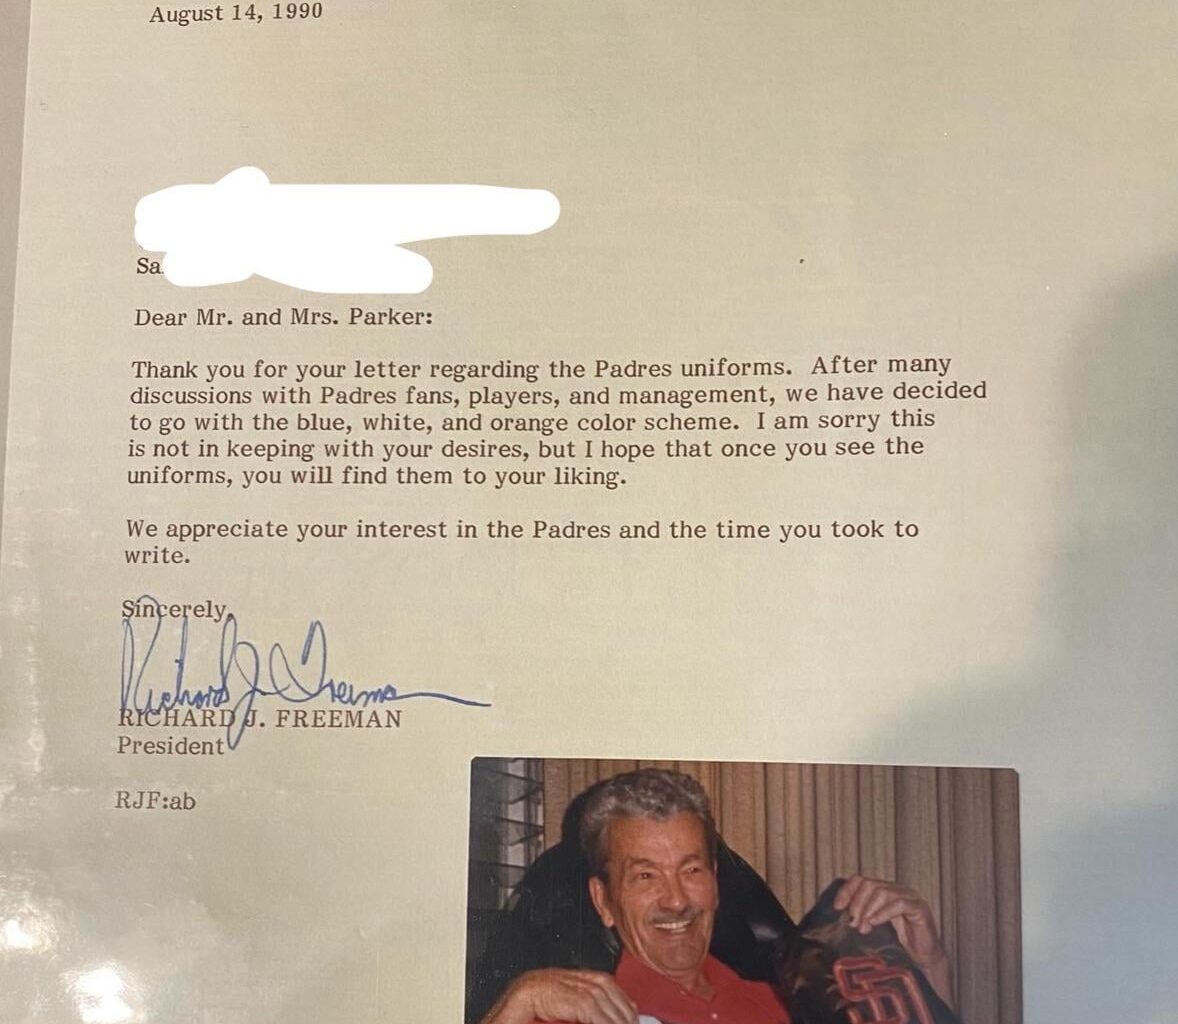 August 14, 1990
Sa
Dear Mr. and Mrs. Parker:
Thank you for your letter regarding the Padres uniforms. After many
discussions with Padres fans, players, and management, we have decided
to go with the blue, white, and orange color scheme. I am sorry this
is not in keeping with your desires, but I hope that once you see the
uniforms, you will find them to your liking.
We appreciate your interest in the Padres and the time you took to
write.
Sincerely,
Richard J. Freeman
RICHARD J. FREEMAN
President
RJF:ab
SD